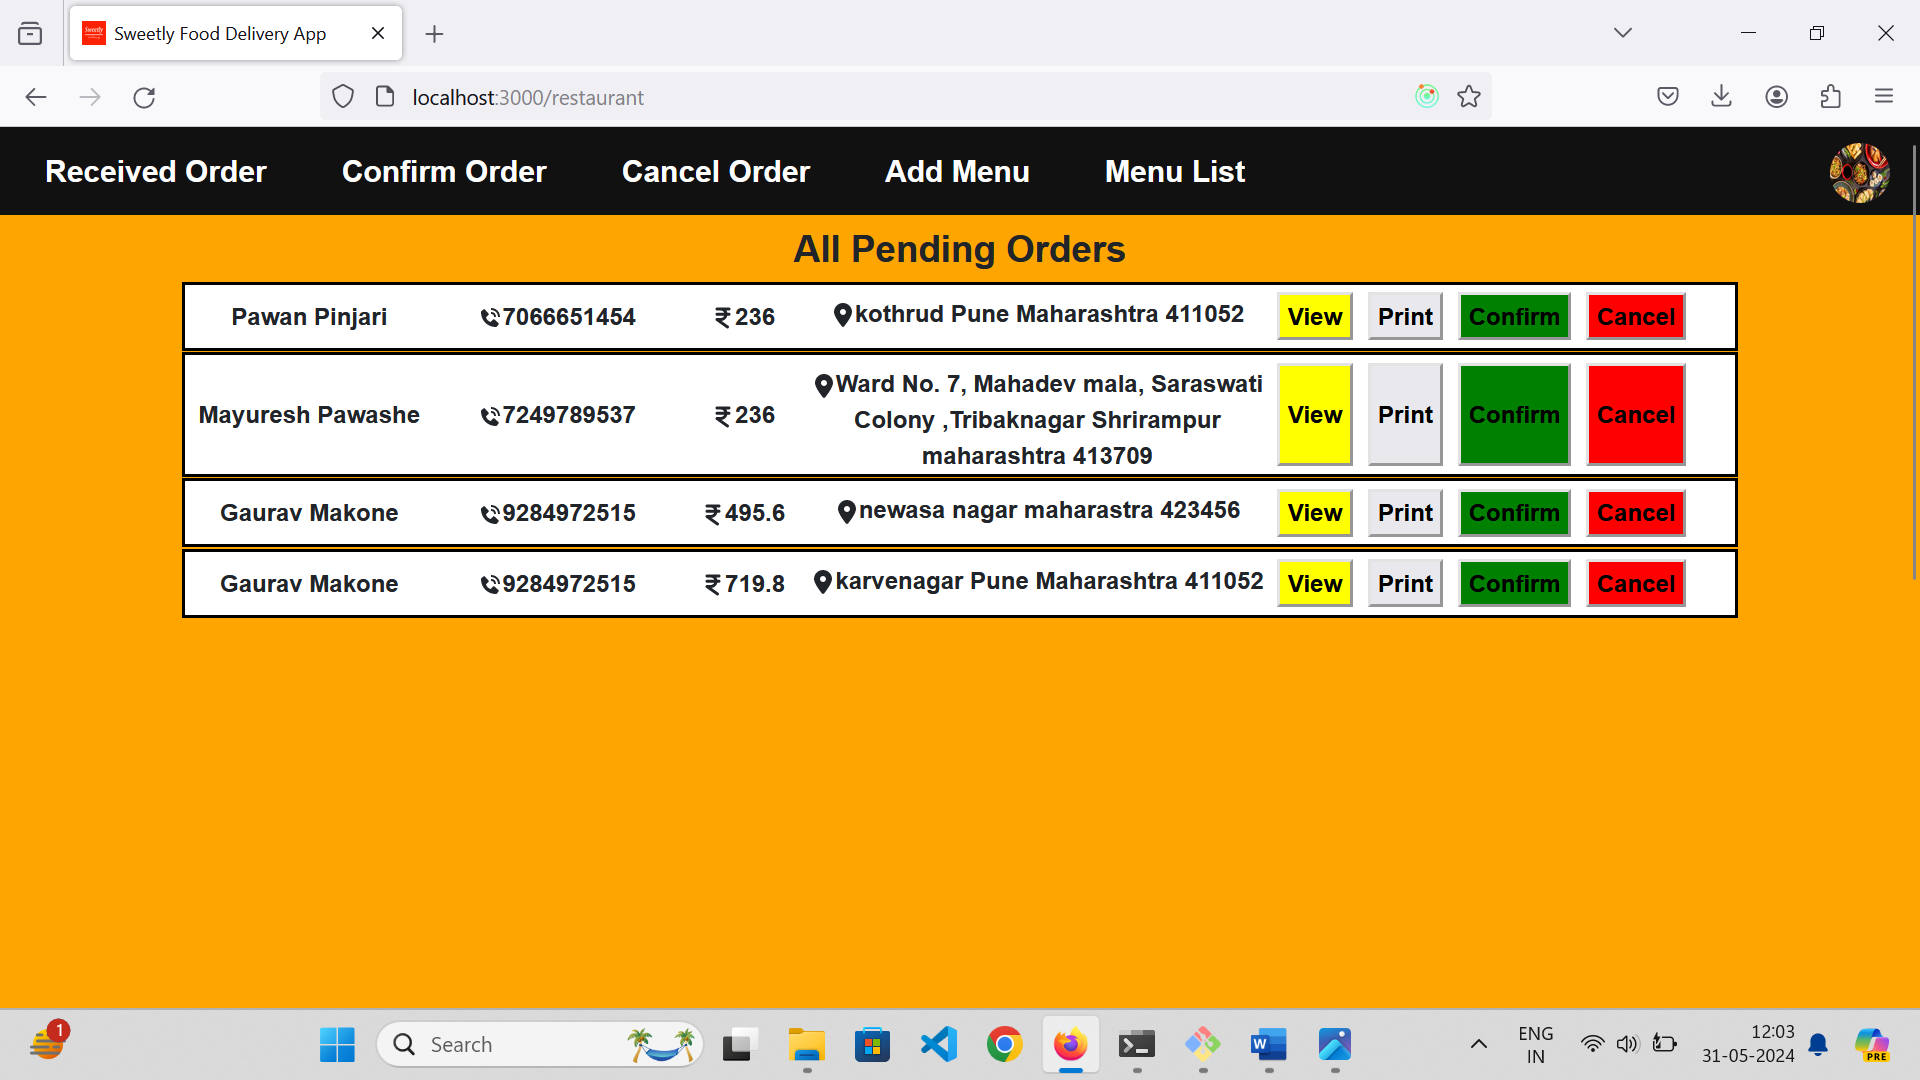 Sweetly Food Delivery App
localhost:3000/restaurant
Received Order Confirm Order Cancel Order Add Menu Menu List
All Pending Orders
Pawan Pinjari 7066651454 ₹ 236 kothrud Pune Maharashtra 411052 View Print Confirm Cancel
Mayuresh Pawashe 7249789537 ₹ 236 Ward No. 7, Mahadev mala, Saraswati
Colony ,Tribaknagar Shrirampur
maharashtra 413709 View Print Confirm Cancel
Gaurav Makone 9284972515 ₹ 495.6 newasa nagar maharastra 423456 View Print Confirm Cancel
Gaurav Makone 9284972515 ₹ 719.8 karvenagar Pune Maharashtra 411052 View Print Confirm Cancel
1
Search
W
ENG
IN
12:03
31-05-2024
PRE